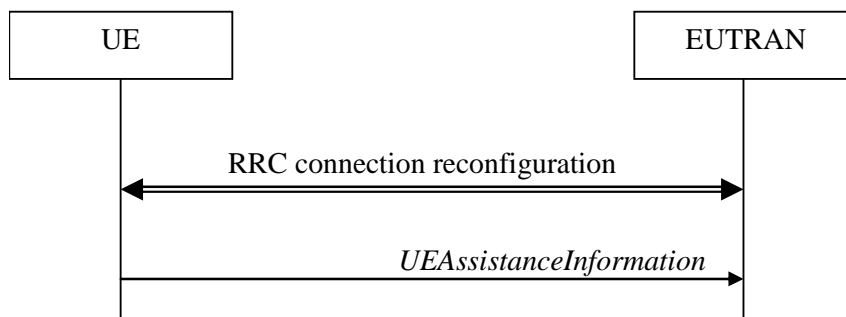 UE
EUTRAN
RRC connection reconfiguration
UEAssistanceInformation